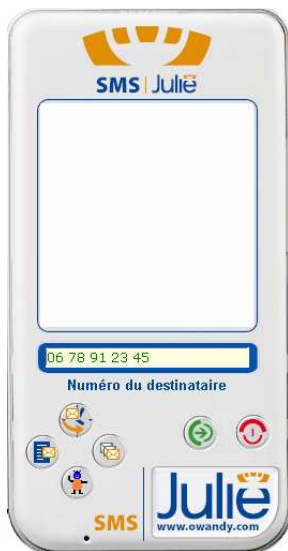 SMS | Julie
06 78 91 23 45
Numéro du destinataire
SMS
Julie
www.owandy.com